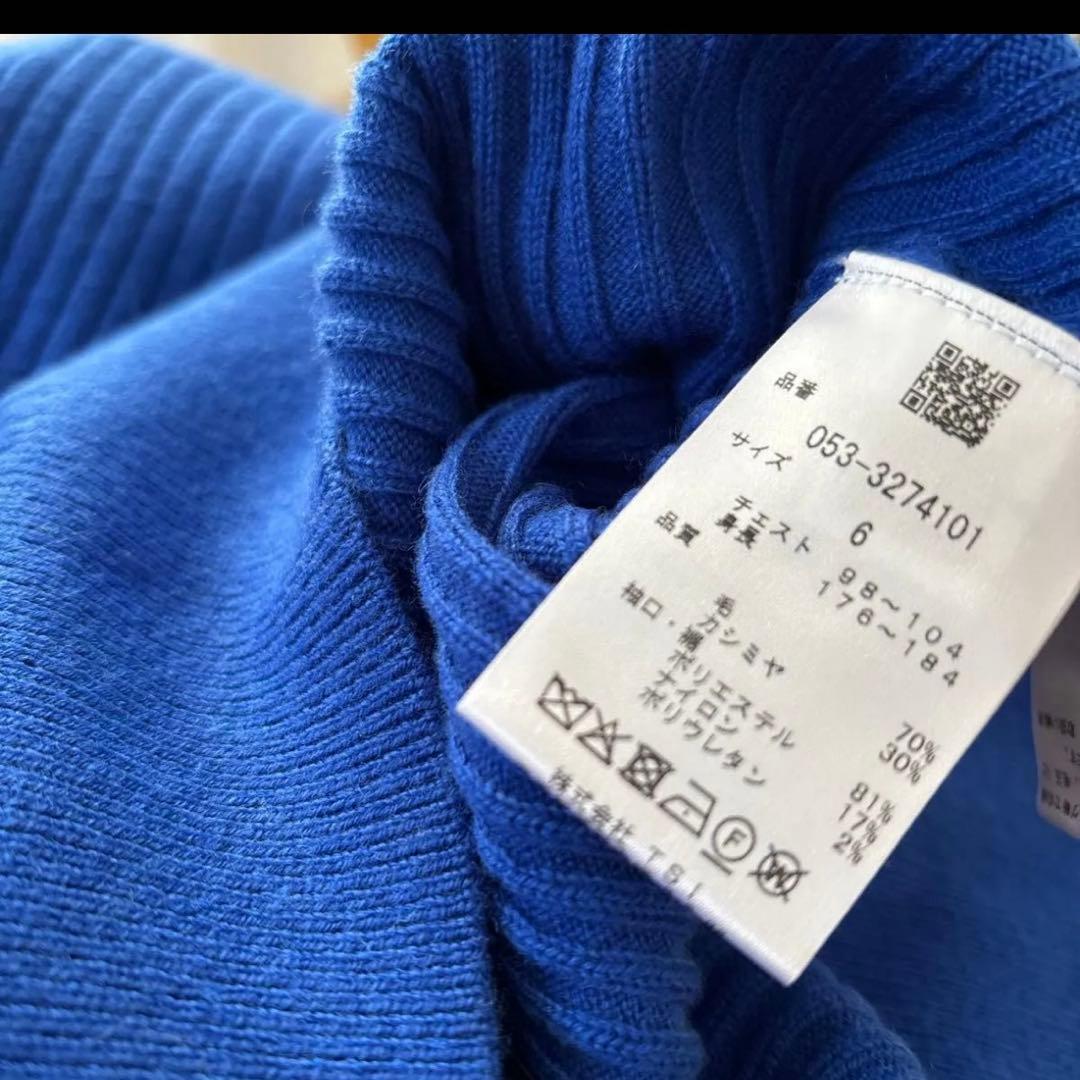 品番
053-3274101
サイズ 6
チェスト 98～104
身長 176～184
品質
毛 70%
カシミヤ 30%
袖口・裾
ポリエステル 81%
ナイロン 17%
ポリウレタン 2%
F W
株式会社TSI